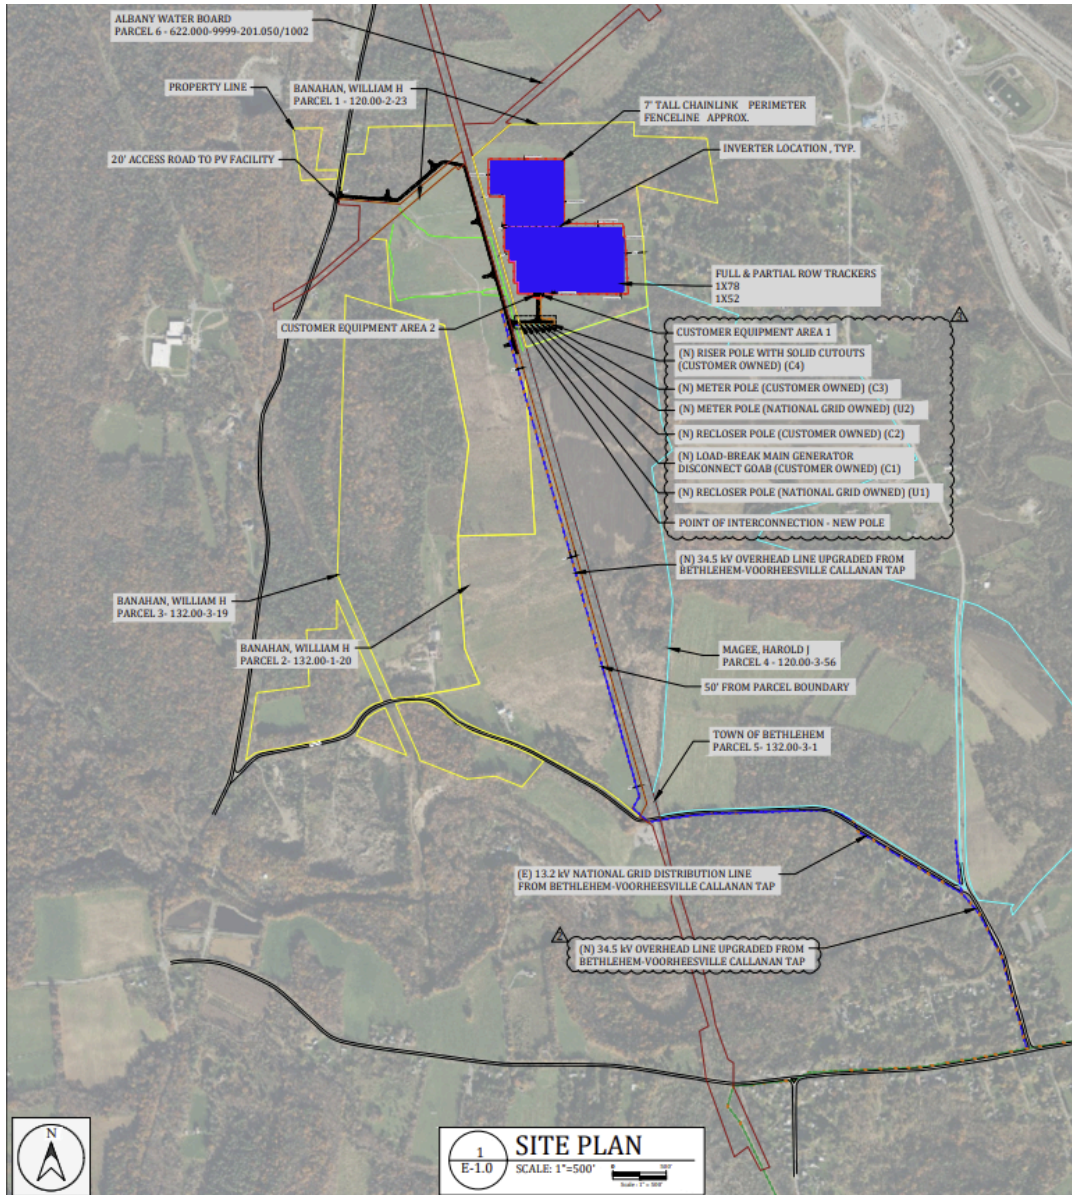 ALBANY WATER BOARD
PARCEL 6 - 622.000-9999-201.050/1002
PROPERTY LINE
BANAHAN, WILLIAM H
PARCEL 1 - 120.00-2-23
7' TALL CHAINLINK PERIMETER
FENCELINE APPROX.
INVERTER LOCATION , TYP.
20' ACCESS ROAD TO PV FACILITY
FULL & PARTIAL ROW TRACKERS
1X78
1X52
CUSTOMER EQUIPMENT AREA 2
CUSTOMER EQUIPMENT AREA 1
(N) RISER POLE WITH SOLID CUTOUTS
(CUSTOMER OWNED) (C4)
(N) METER POLE (CUSTOMER OWNED) (C3)
(N) METER POLE (NATIONAL GRID OWNED) (U2)
(N) RECLOSER POLE (CUSTOMER OWNED) (C2)
(N) LOAD-BREAK MAIN GENERATOR
DISCONNECT GOAB (CUSTOMER OWNED) (C1)
(N) RECLOSER POLE (NATIONAL GRID OWNED) (U1)
POINT OF INTERCONNECTION - NEW POLE
(N) 34.5 kV OVERHEAD LINE UPGRADED FROM
BETHLEHEM-VOORHEESVILLE CALLANAN TAP
BANAHAN, WILLIAM H
PARCEL 3- 132.00-3-19
BANAHAN, WILLIAM H
PARCEL 2- 132.00-1-20
MAGEE, HAROLD J
PARCEL 4 - 120.00-3-56
50' FROM PARCEL BOUNDARY
TOWN OF BETHLEHEM
PARCEL 5- 132.00-3-1
(E) 13.2 kV NATIONAL GRID DISTRIBUTION LINE
FROM BETHLEHEM-VOORHEESVILLE CALLANAN TAP
(N) 34.5 kV OVERHEAD LINE UPGRADED FROM
BETHLEHEM-VOORHEESVILLE CALLANAN TAP
N
1
E-1.0
SITE PLAN
SCALE: 1"=500'
0 500'
Scale - 1" = 500'